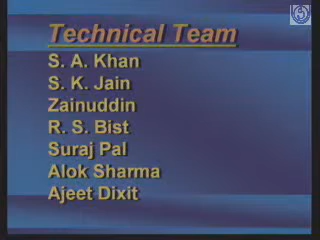 Technical Team
S. A. Khan
S. K. Jain
Zainuddin
R. S. Bist
Suraj Pal
Alok Sharma
Ajeet Dixit